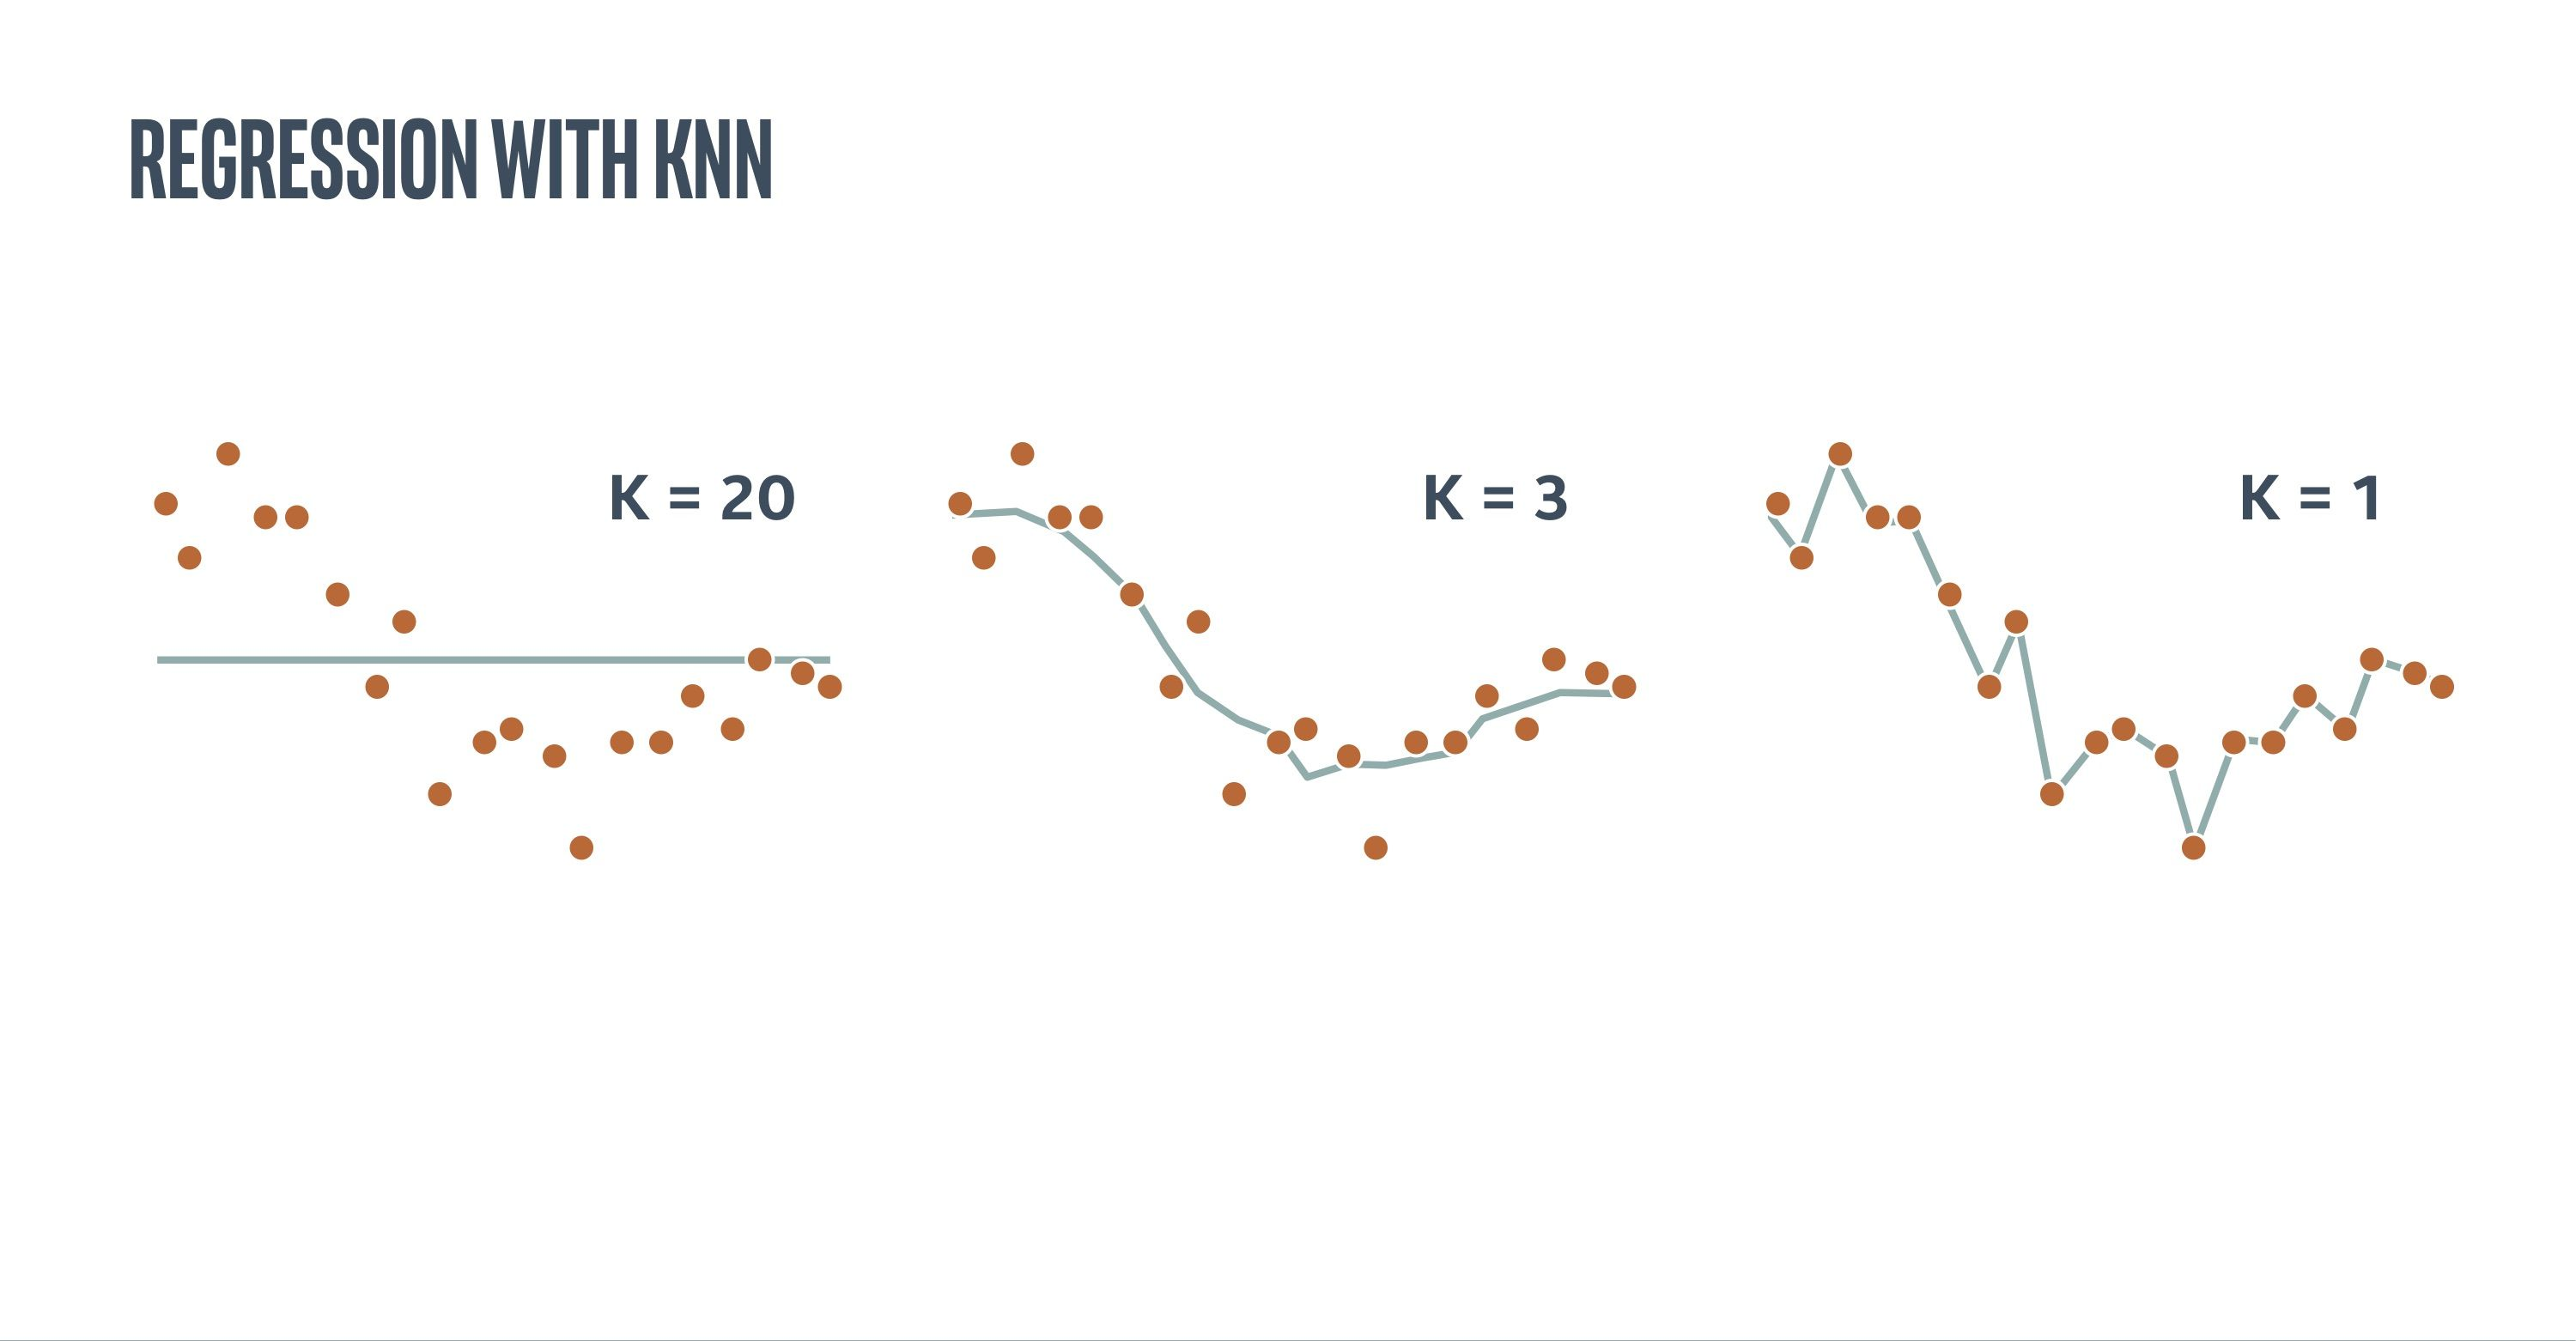 REGRESSION WITH KNN
K = 20
K = 3
K = 1